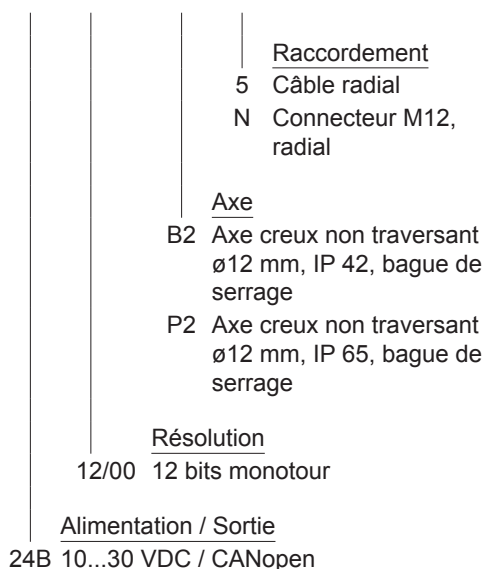 Raccordement
5 Câble radial
N Connecteur M12,
radial
Axe
B2 Axe creux non traversant
ø12 mm, IP 42, bague de
serrage
P2 Axe creux non traversant
ø12 mm, IP 65, bague de
serrage
Résolution
12/00 12 bits monotour
Alimentation / Sortie
24B 10...30 VDC / CANopen